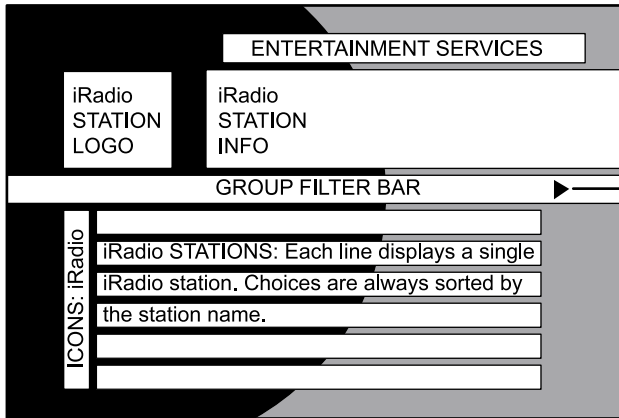 ENTERTAINMENT SERVICES
iRadio
STATION
LOGO
iRadio
STATION
INFO
GROUP FILTER BAR
ICONS: iRadio
iRadio STATIONS: Each line displays a single
iRadio station. Choices are always sorted by
the station name.